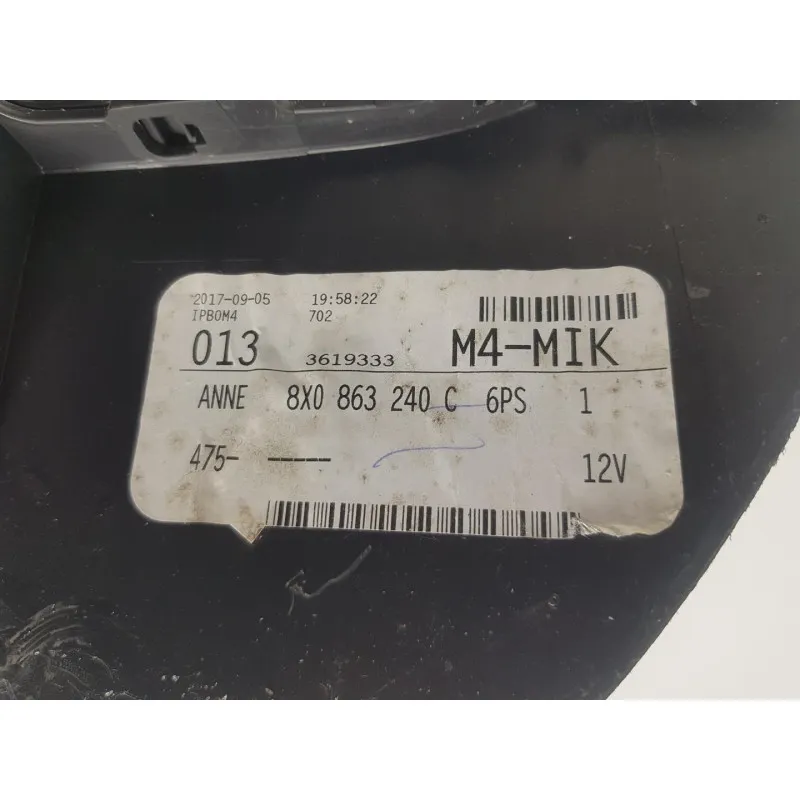 2017-09-05 19:58:22
IPBOM4 702
013 3619333 M4-MIK
ANNE 8X0 863 240 C 6PS 1
475- ----- 12V